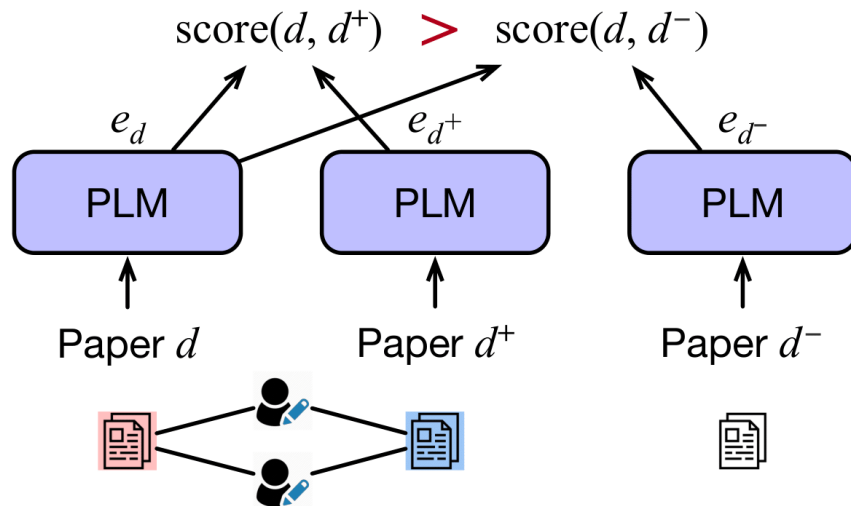 score(d, d⁺) > score(d, d⁻)
e_d e_d⁺ e_d⁻
PLM PLM PLM
Paper d Paper d⁺ Paper d⁻